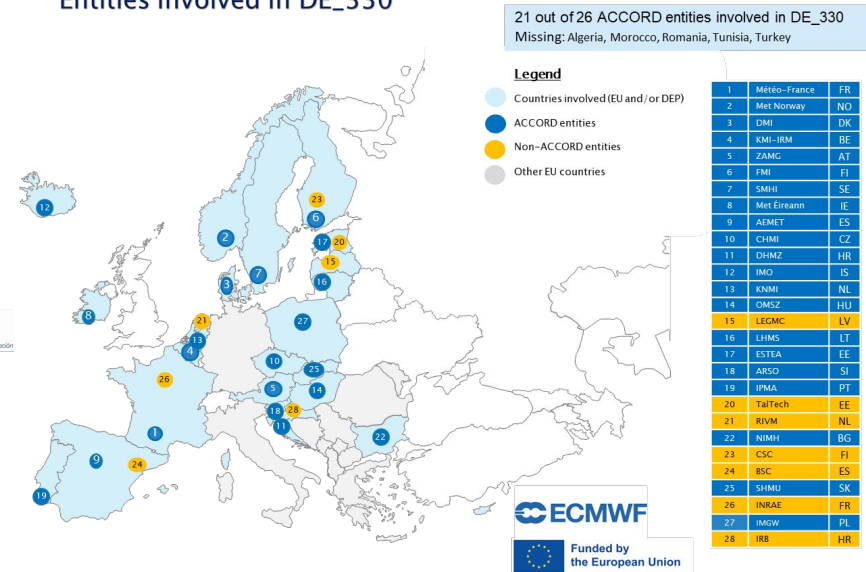 Entities involved in DE_330
21 out of 26 ACCORD entities involved in DE_330
Missing: Algeria, Morocco, Romania, Tunisia, Turkey
Legend
Countries involved (EU and/or DEP)
ACCORD entities
Non-ACCORD entities
Other EU countries
1 Météo-France FR
2 Met Norway NO
3 DMI DK
4 KMI-IRM BE
5 ZAMG AT
6 FMI FI
7 SMHI SE
8 Met Éireann IE
9 AEMET ES
10 CHMI CZ
11 DHMZ HR
12 IMO IS
13 KNMI NL
14 OMSZ HU
15 LEGMC LV
16 LHMS LT
17 ESTEA EE
18 ARSO SI
19 IPMA PT
20 TalTech EE
21 RIVM NL
22 NIMH BG
23 CSC FI
24 BSC ES
25 SHMU SK
26 INRAE FR
27 IMGW PL
28 IRB HR
23
12
6
2
17 20
15
7
3
16
8
21
27
13
4
10
25
26
5
14
18 28
11
1
22
9
24
19
ación
ECMWF
Funded by
the European Union